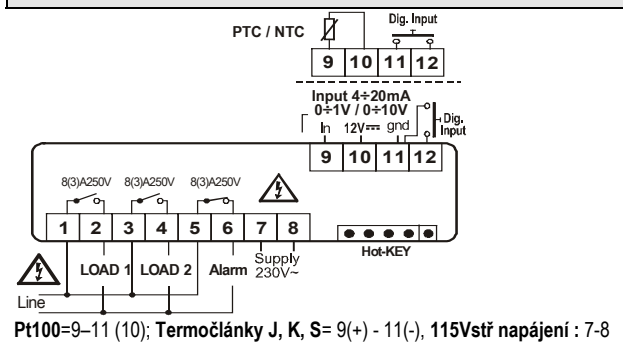 PTC / NTC
Dig. Input
9 10 11 12
Input 4÷20mA
0÷1V / 0÷10V
In 12V gnd
Dig.
Input
9 10 11 12
8(3)A250V 8(3)A250V 8(3)A250V
1 2 3 4 5 6 7 8
Hot-KEY
LOAD 1 LOAD 2 Alarm Supply
230V~
Line
Pt100=9–11 (10); Termočlánky J, K, S= 9(+) - 11(-), 115Vstř napájení : 7-8